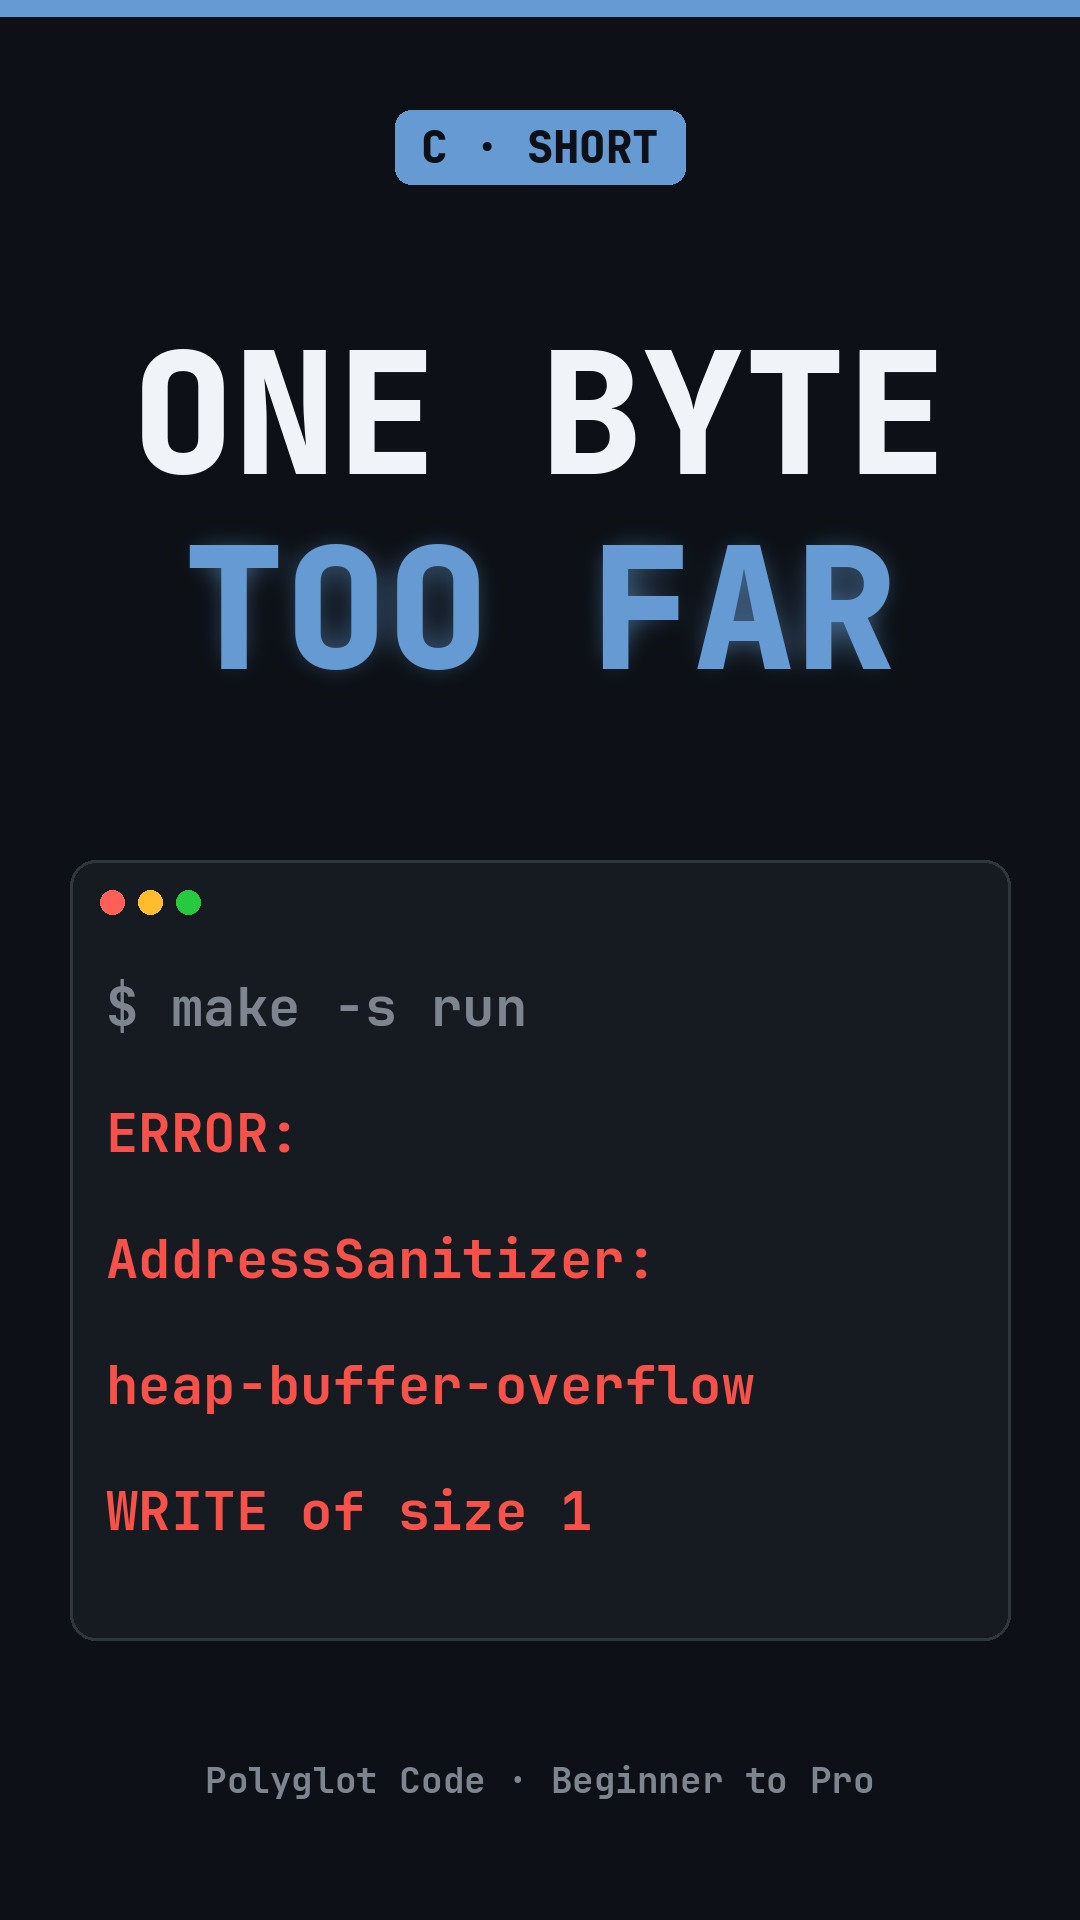 C · SHORT
ONE BYTE
TOO FAR
$ make -s run
ERROR:
AddressSanitizer:
heap-buffer-overflow
WRITE of size 1
Polyglot Code · Beginner to Pro